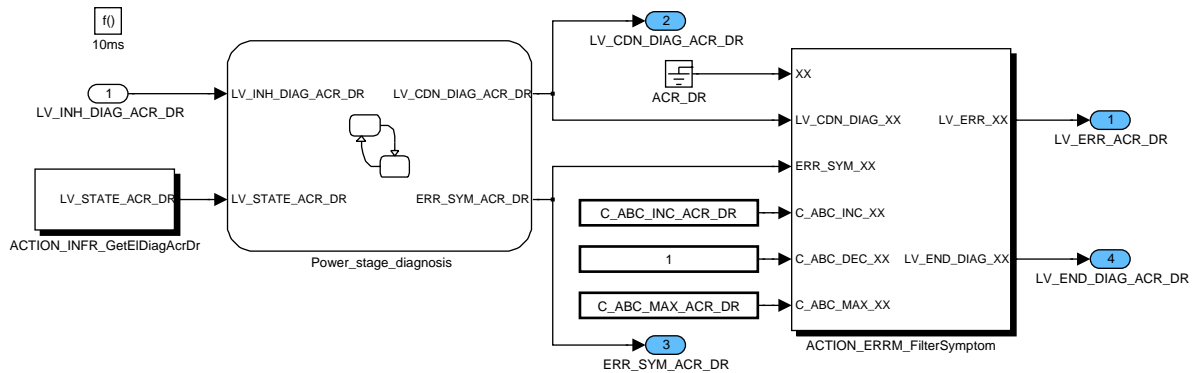 f()
10ms
2
LV_CDN_DIAG_ACR_DR
1
LV_INH_DIAG_ACR_DR
LV_INH_DIAG_ACR_DR
LV_CDN_DIAG_ACR_DR
LV_STATE_ACR_DR
ERR_SYM_ACR_DR
Power_stage_diagnosis
LV_STATE_ACR_DR
ACTION_INFR_GetElDiagAcrDr
ACR_DR
C_ABC_INC_ACR_DR
1
C_ABC_MAX_ACR_DR
3
ERR_SYM_ACR_DR
XX
LV_CDN_DIAG_XX
ERR_SYM_XX
C_ABC_INC_XX
C_ABC_DEC_XX
C_ABC_MAX_XX
LV_ERR_XX
LV_END_DIAG_XX
ACTION_ERRM_FilterSymptom
1
LV_ERR_ACR_DR
4
LV_END_DIAG_ACR_DR